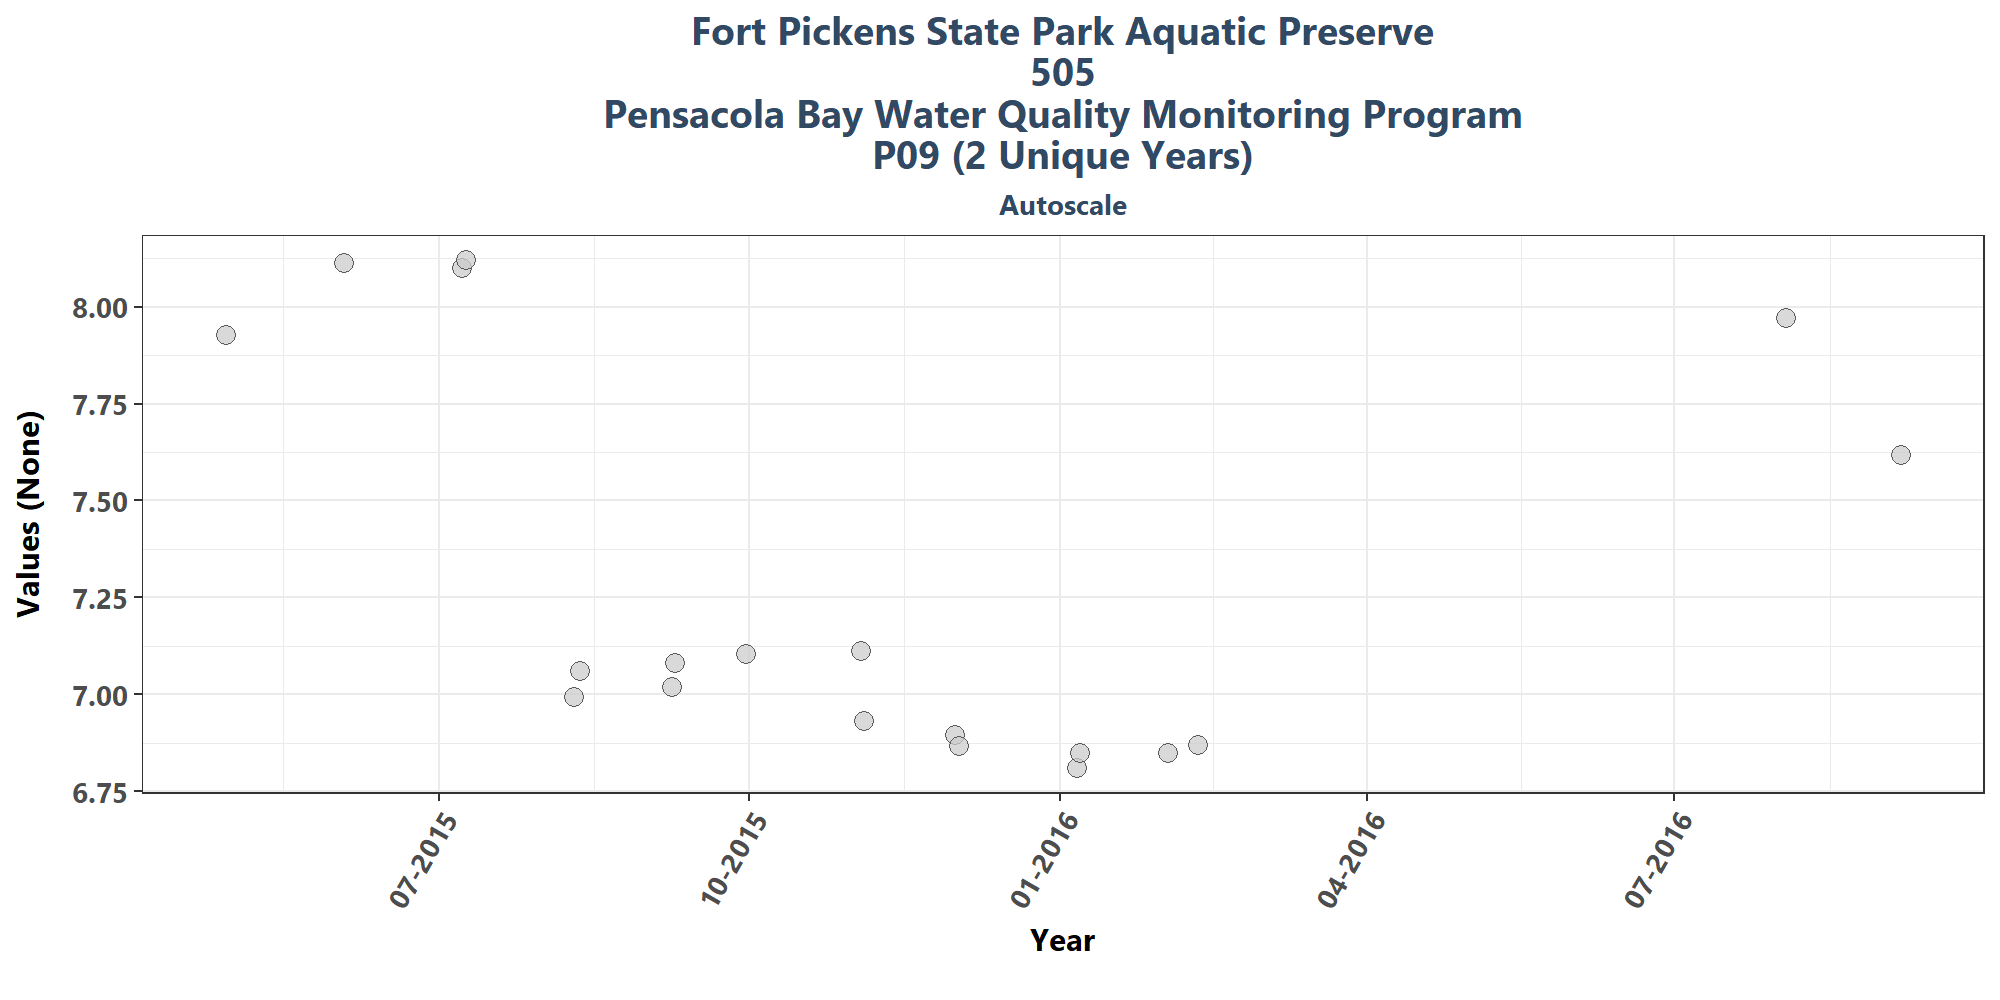 Fort Pickens State Park Aquatic Preserve
505
Pensacola Bay Water Quality Monitoring Program
P09 (2 Unique Years)
Autoscale
Values (None)
8.00
7.75
7.50
7.25
7.00
6.75
07-2015
10-2015
01-2016
04-2016
07-2016
Year